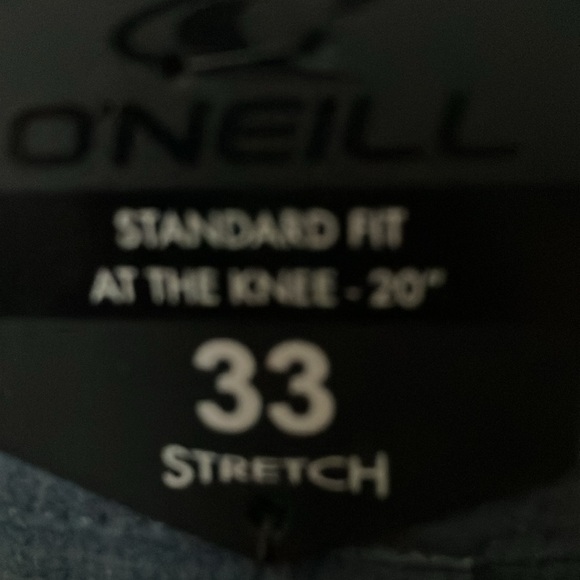 O'NEILL
STANDARD FIT
AT THE KNEE - 20"
33
STRETCH